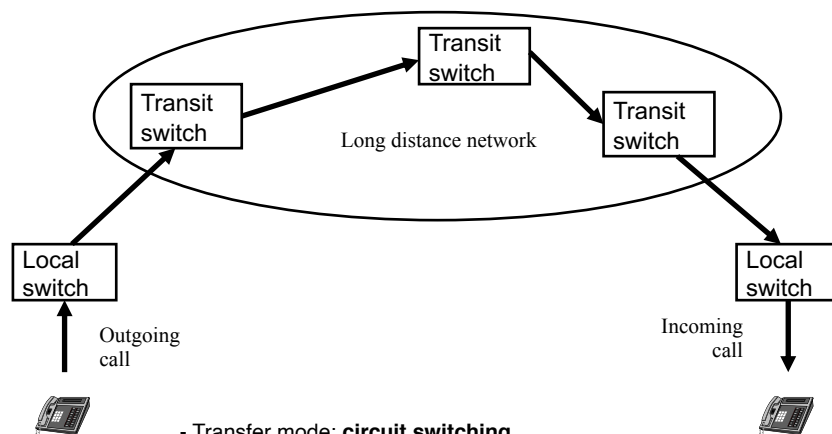 Transit
switch
Transit
switch
Transit
switch
Long distance network
Local
switch
Local
switch
Outgoing
call
Incoming
call
- Transfer mode: circuit switching